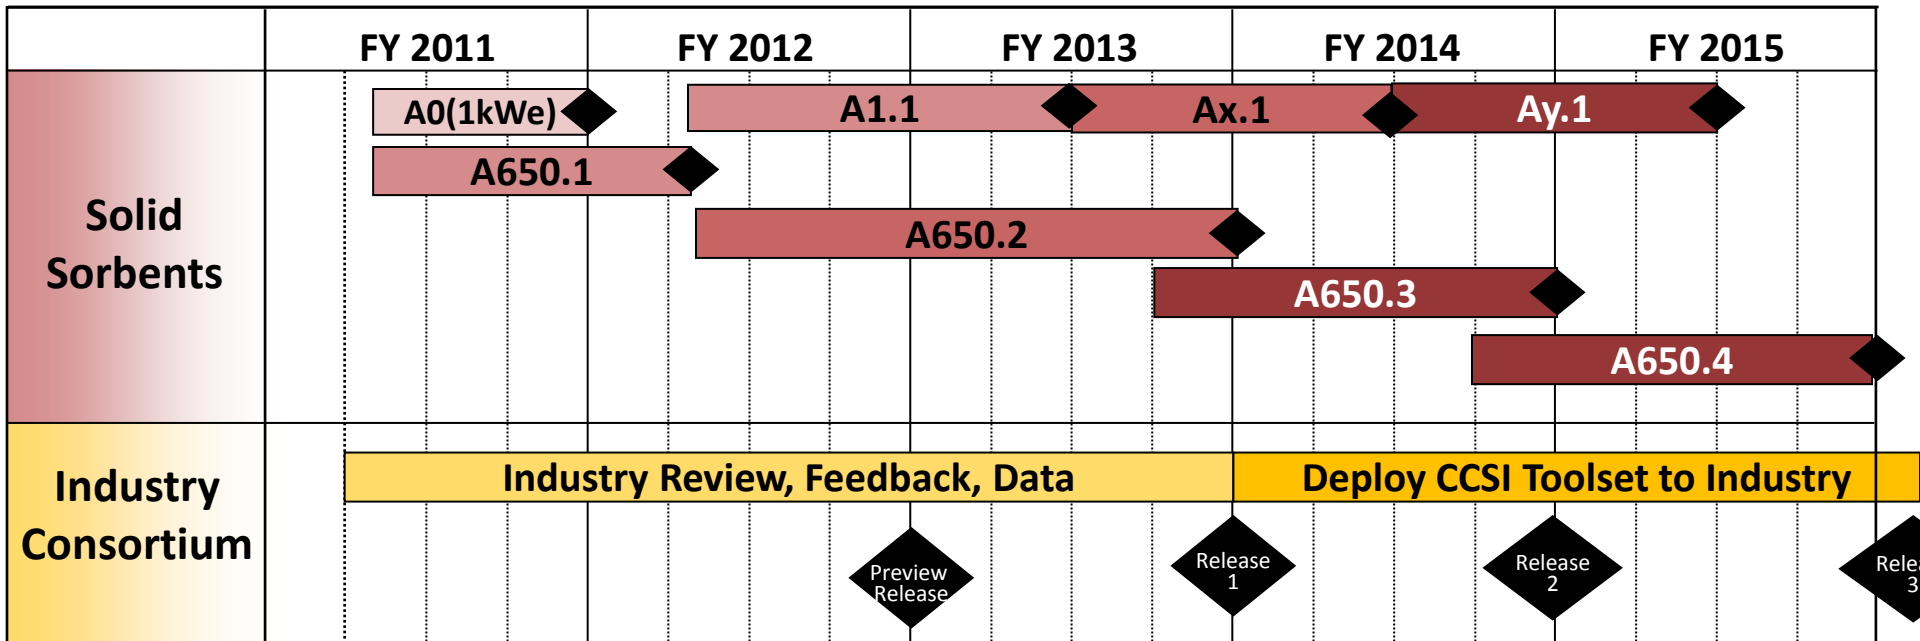 FY 2011 FY 2012 FY 2013 FY 2014 FY 2015
Solid
Sorbents
A0(1kWe)
A1.1
Ax.1
Ay.1
A650.1
A650.2
A650.3
A650.4
Industry
Consortium
Industry Review, Feedback, Data
Deploy CCSI Toolset to Industry
Preview
Release
Release
1
Release
2
3